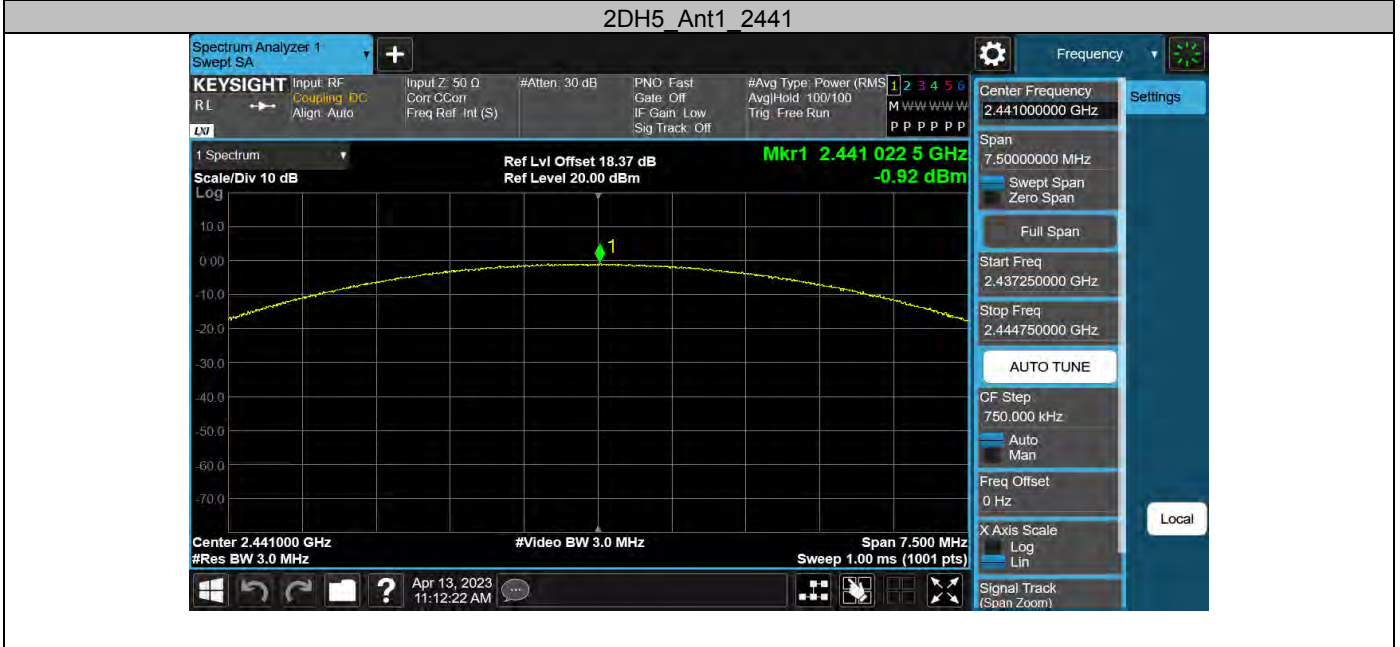 2DH5_Ant1_2441
Spectrum Analyzer 1
Swept SA
+
Frequency
KEYSIGHT
RL
LXI
Input: RF
Coupling: DC
Align: Auto
Input Z: 50 Ω
Corr CCorr
Freq Ref: Int (S)
#Atten: 30 dB
PNO: Fast
Gate: Off
IF Gain: Low
Sig Track: Off
#Avg Type: Power (RMS
Avg|Hold: 100/100
Trig: Free Run
1 2 3 4 5 6
M W W W W W
P P P P P P
1 Spectrum
Scale/Div 10 dB
Log
Ref Lvl Offset 18.37 dB
Ref Level 20.00 dBm
Mkr1 2.441 022 5 GHz
-0.92 dBm
10.0
0.00
-10.0
-20.0
-30.0
-40.0
-50.0
-60.0
-70.0
1
Center 2.441000 GHz
#Res BW 3.0 MHz
#Video BW 3.0 MHz
Span 7.500 MHz
Sweep 1.00 ms (1001 pts)
?
Apr 13, 2023
11:12:22 AM
Center Frequency
2.441000000 GHz
Settings
Span
7.50000000 MHz
Swept Span
Zero Span
Full Span
Start Freq
2.437250000 GHz
Stop Freq
2.444750000 GHz
AUTO TUNE
CF Step
750.000 kHz
Auto
Man
Freq Offset
0 Hz
X Axis Scale
Log
Lin
Signal Track
(Span Zoom)
Local